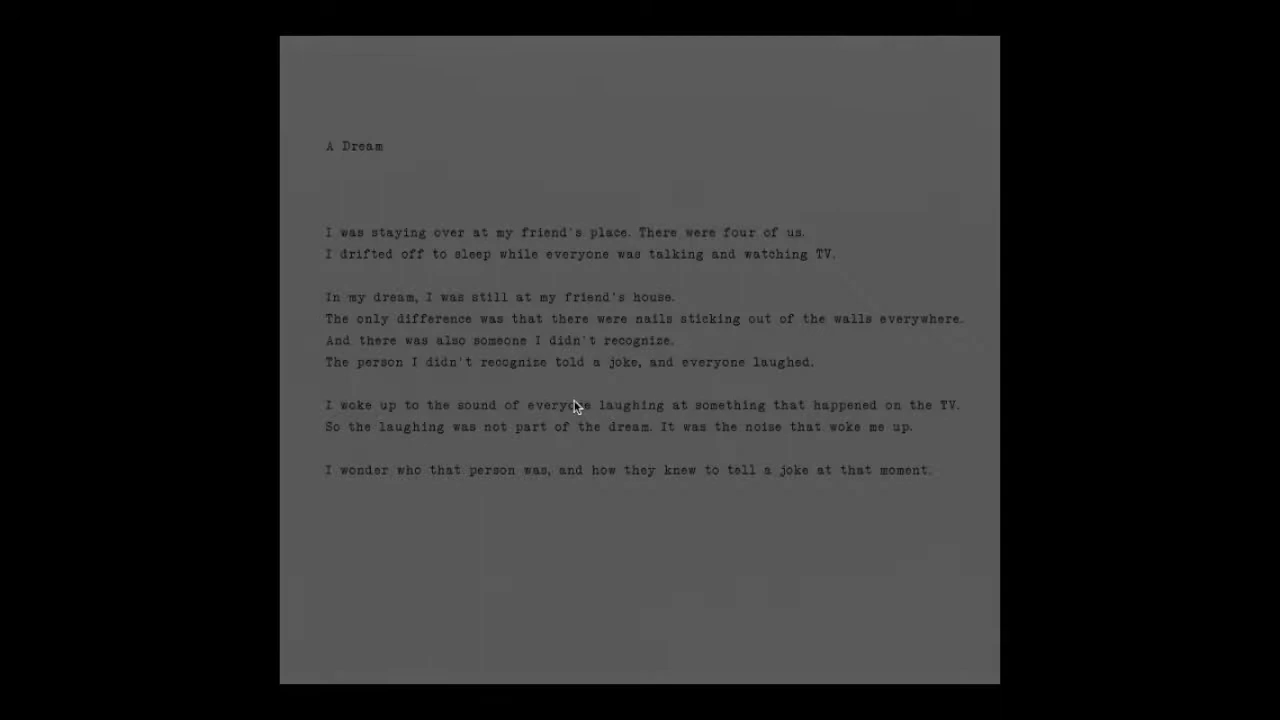 A Dream
I was staying over at my friend's place. There were four of us.
I drifted off to sleep while everyone was talking and watching TV.
In my dream, I was still at my friend's house.
The only difference was that there were nails sticking out of the walls everywhere.
And there was also someone I didn't recognize.
The person I didn't recognize told a joke, and everyone laughed.
I woke up to the sound of everyone laughing at something that happened on the TV.
So the laughing was not part of the dream. It was the noise that woke me up.
I wonder who that person was, and how they knew to tell a joke at that moment.